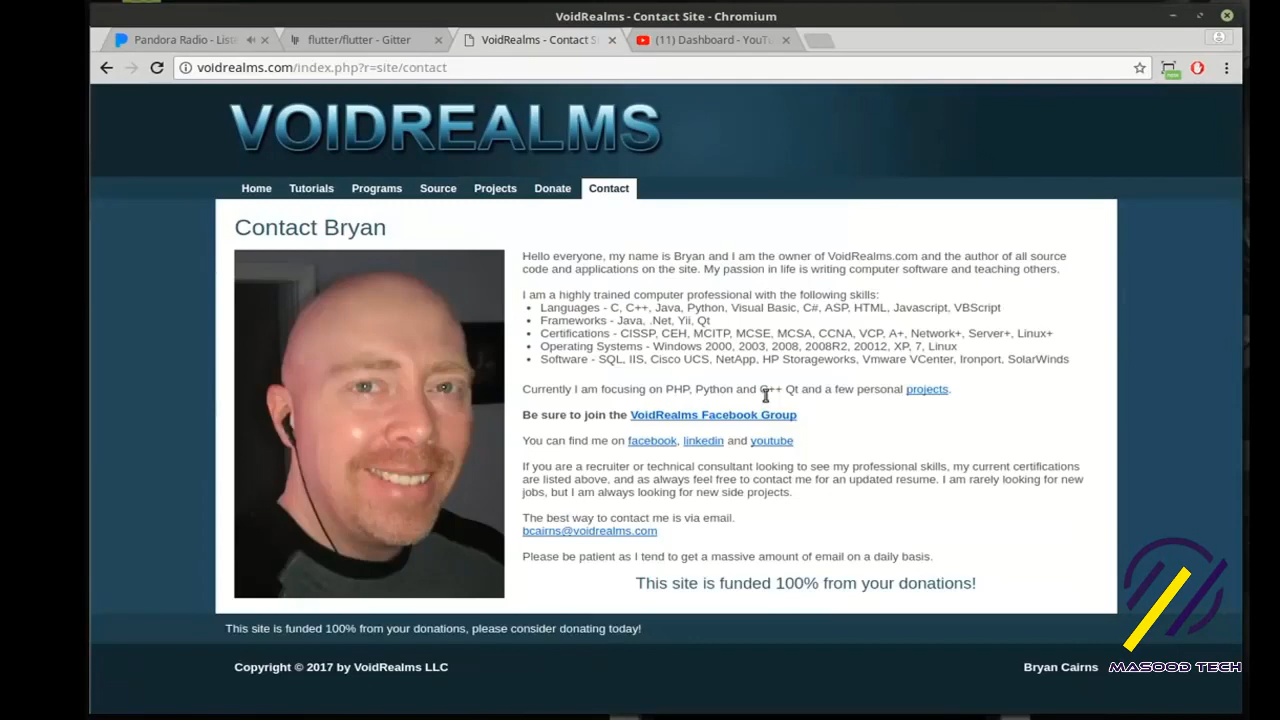 VoidRealms - Contact Site - Chromium
Pandora Radio - List
flutter/flutter - Gitter
VoidRealms - Contact S
(11) Dashboard - YouTu
voidrealms.com/index.php?r=site/contact
VOIDREALMS
Home Tutorials Programs Source Projects Donate Contact
Contact Bryan
Hello everyone, my name is Bryan and I am the owner of VoidRealms.com and the author of all source
code and applications on the site. My passion in life is writing computer software and teaching others.
I am a highly trained computer professional with the following skills:
• Languages - C, C++, Java, Python, Visual Basic, C#, ASP, HTML, Javascript, VBScript
• Frameworks - Java, .Net, Yii, Qt
• Certifications - CISSP, CEH, MCITP, MCSE, MCSA, CCNA, VCP, A+, Network+, Server+, Linux+
• Operating Systems - Windows 2000, 2003, 2008, 2008R2, 20012, XP, 7, Linux
• Software - SQL, IIS, Cisco UCS, NetApp, HP Storageworks, Vmware VCenter, Ironport, SolarWinds
Currently I am focusing on PHP, Python and C++ Qt and a few personal projects.
Be sure to join the VoidRealms Facebook Group
You can find me on facebook, linkedin and youtube
If you are a recruiter or technical consultant looking to see my professional skills, my current certifications
are listed above, and as always feel free to contact me for an updated resume. I am rarely looking for new
jobs, but I am always looking for new side projects.
The best way to contact me is via email.
bcairns@voidrealms.com
Please be patient as I tend to get a massive amount of email on a daily basis.
This site is funded 100% from your donations!
This site is funded 100% from your donations, please consider donating today!
Copyright © 2017 by VoidRealms LLC
Bryan Cairns
MASOOD TECH